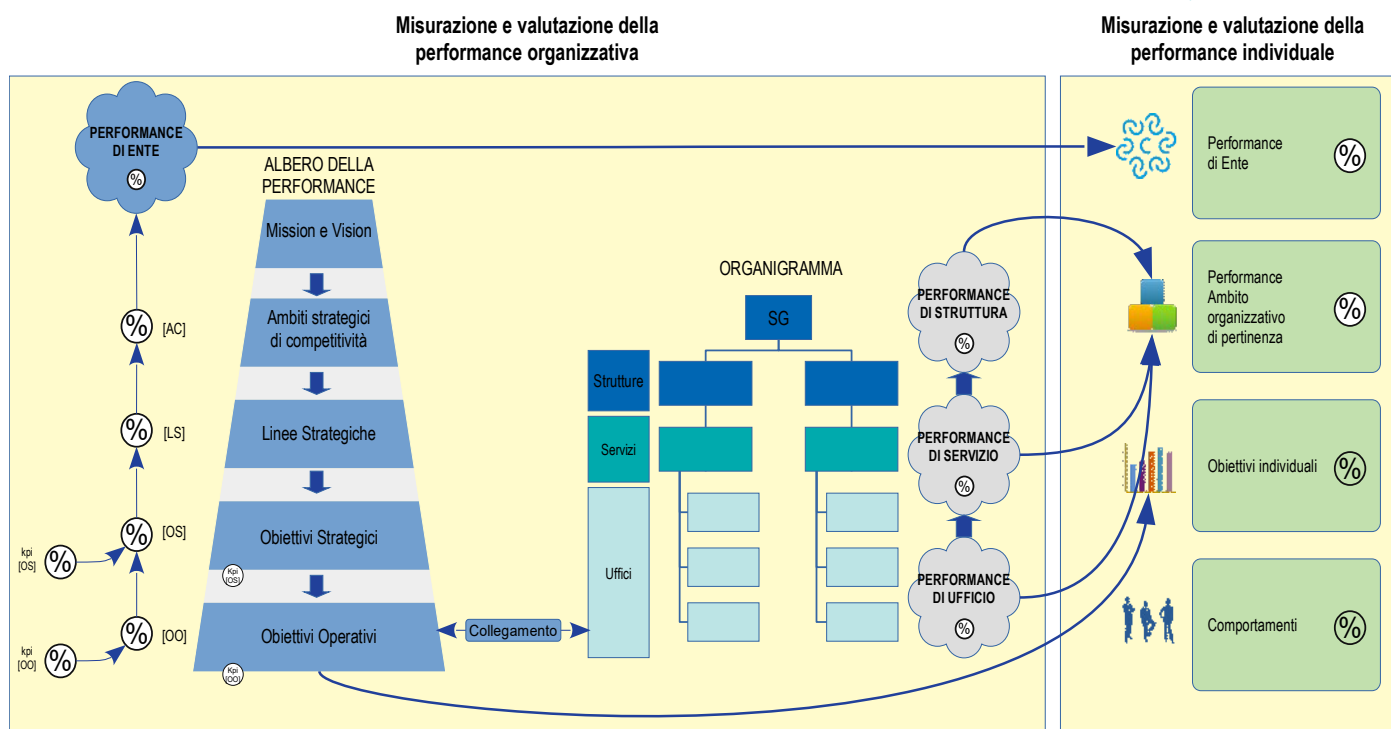 Misurazione e valutazione della
performance organizzativa
Misurazione e valutazione della
performance individuale
PERFORMANCE
DI ENTE
%
ALBERO DELLA
PERFORMANCE
Mission e Vision
Ambiti strategici
di competitività
Linee Strategiche
Obiettivi Strategici
Kpi
[OS]
Obiettivi Operativi
Kpi
[OO]
% [AC]
% [LS]
% [OS]
kpi
[OS]
%
% [OO]
kpi
[OO]
%
Collegamento
ORGANIGRAMMA
SG
Strutture
Servizi
Uffici
PERFORMANCE
DI STRUTTURA
%
PERFORMANCE
DI SERVIZIO
%
PERFORMANCE
DI UFFICIO
%
Performance
di Ente
%
Performance
Ambito
organizzativo
di pertinenza
%
Obiettivi individuali
%
Comportamenti
%